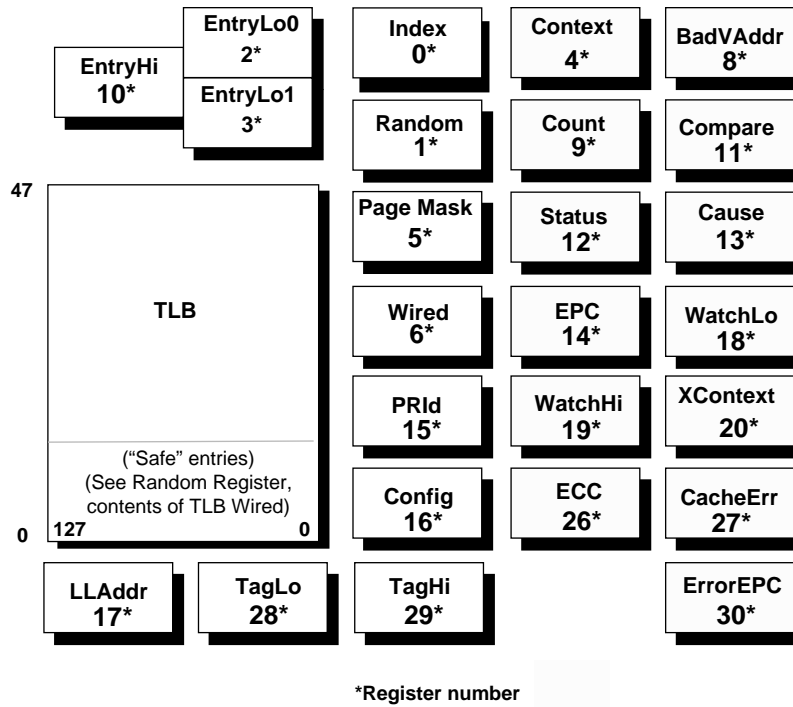 EntryLo0
2*
EntryHi
10*
EntryLo1
3*
Index
0*
Context
4*
BadVAddr
8*
Random
1*
Count
9*
Compare
11*
47
TLB
Page Mask
5*
Status
12*
Cause
13*
Wired
6*
EPC
14*
WatchLo
18*
PRId
15*
WatchHi
19*
XContext
20*
(“Safe” entries)
(See Random Register,
contents of TLB Wired)
0
127
0
Config
16*
ECC
26*
CacheErr
27*
LLAddr
17*
TagLo
28*
TagHi
29*
ErrorEPC
30*
*Register number